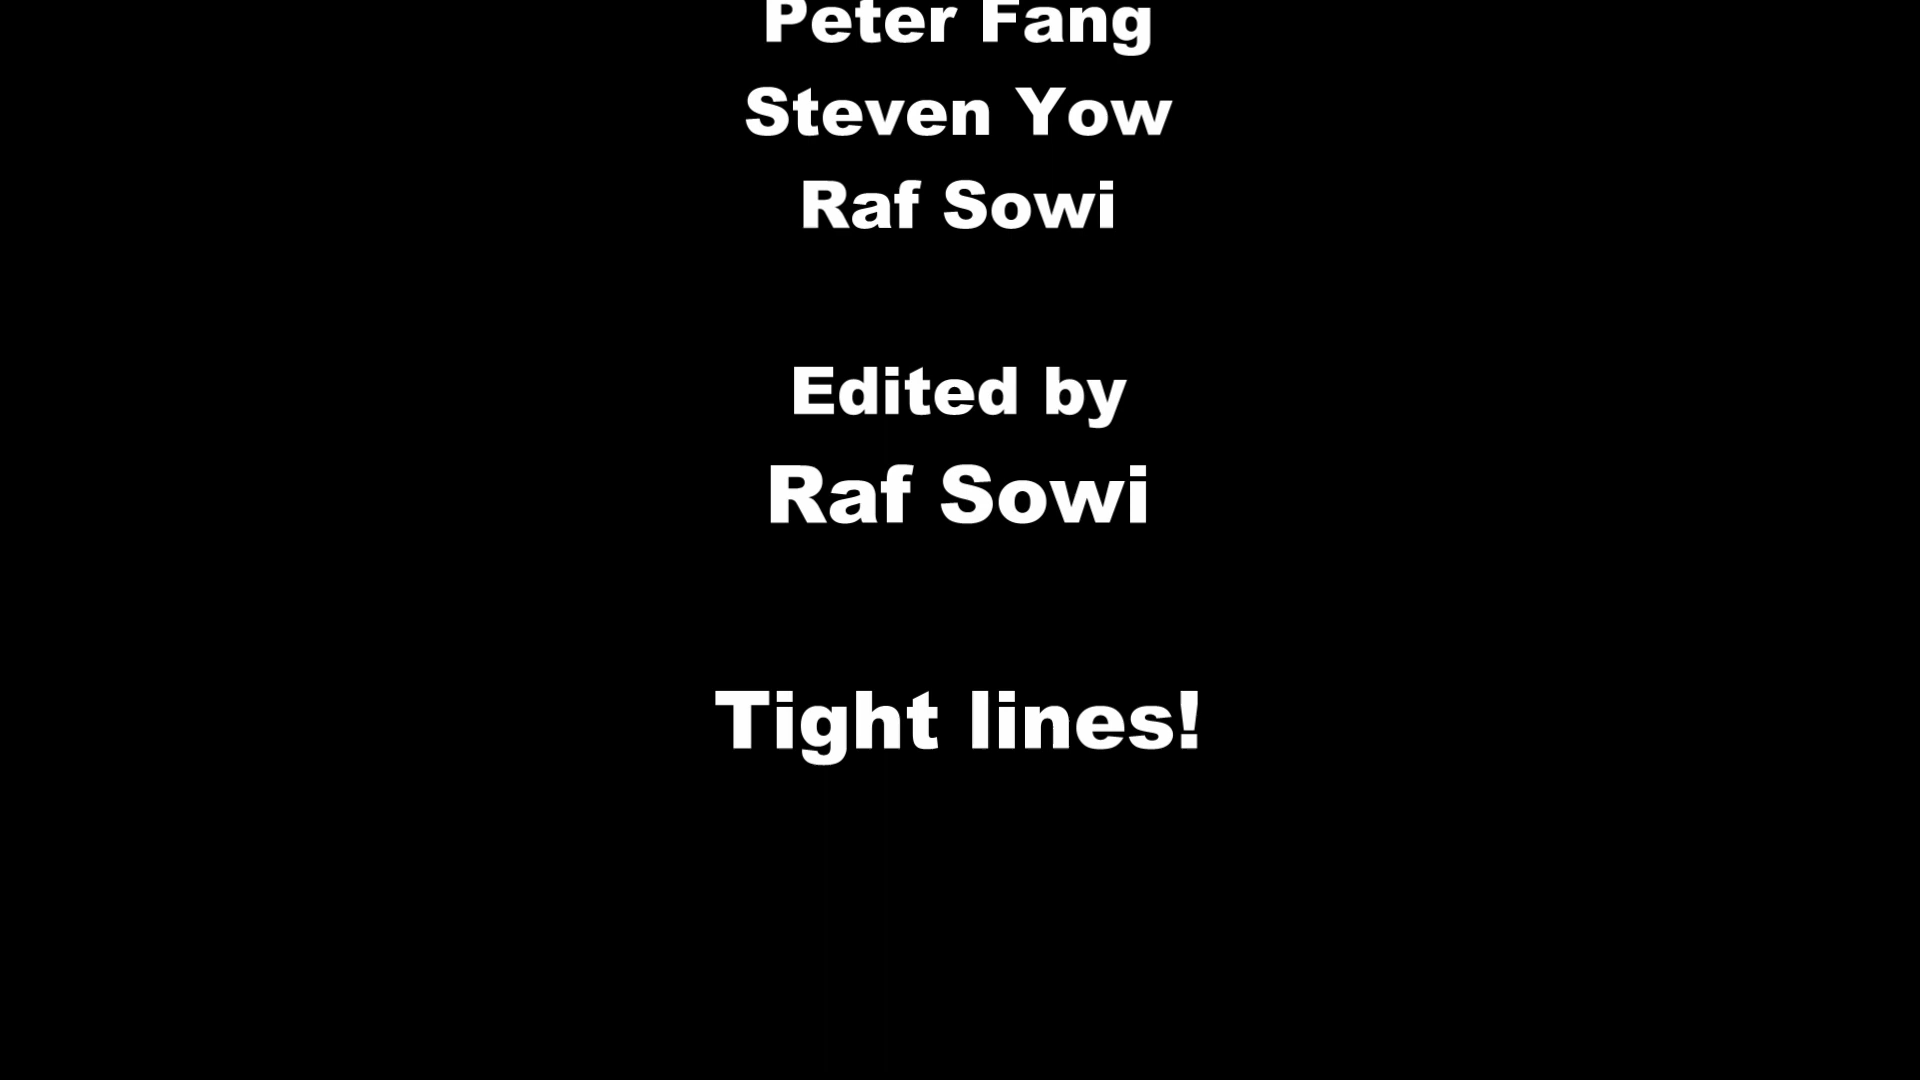 Peter Fang
Steven Yow
Raf Sowi
Edited by
Raf Sowi
Tight lines!